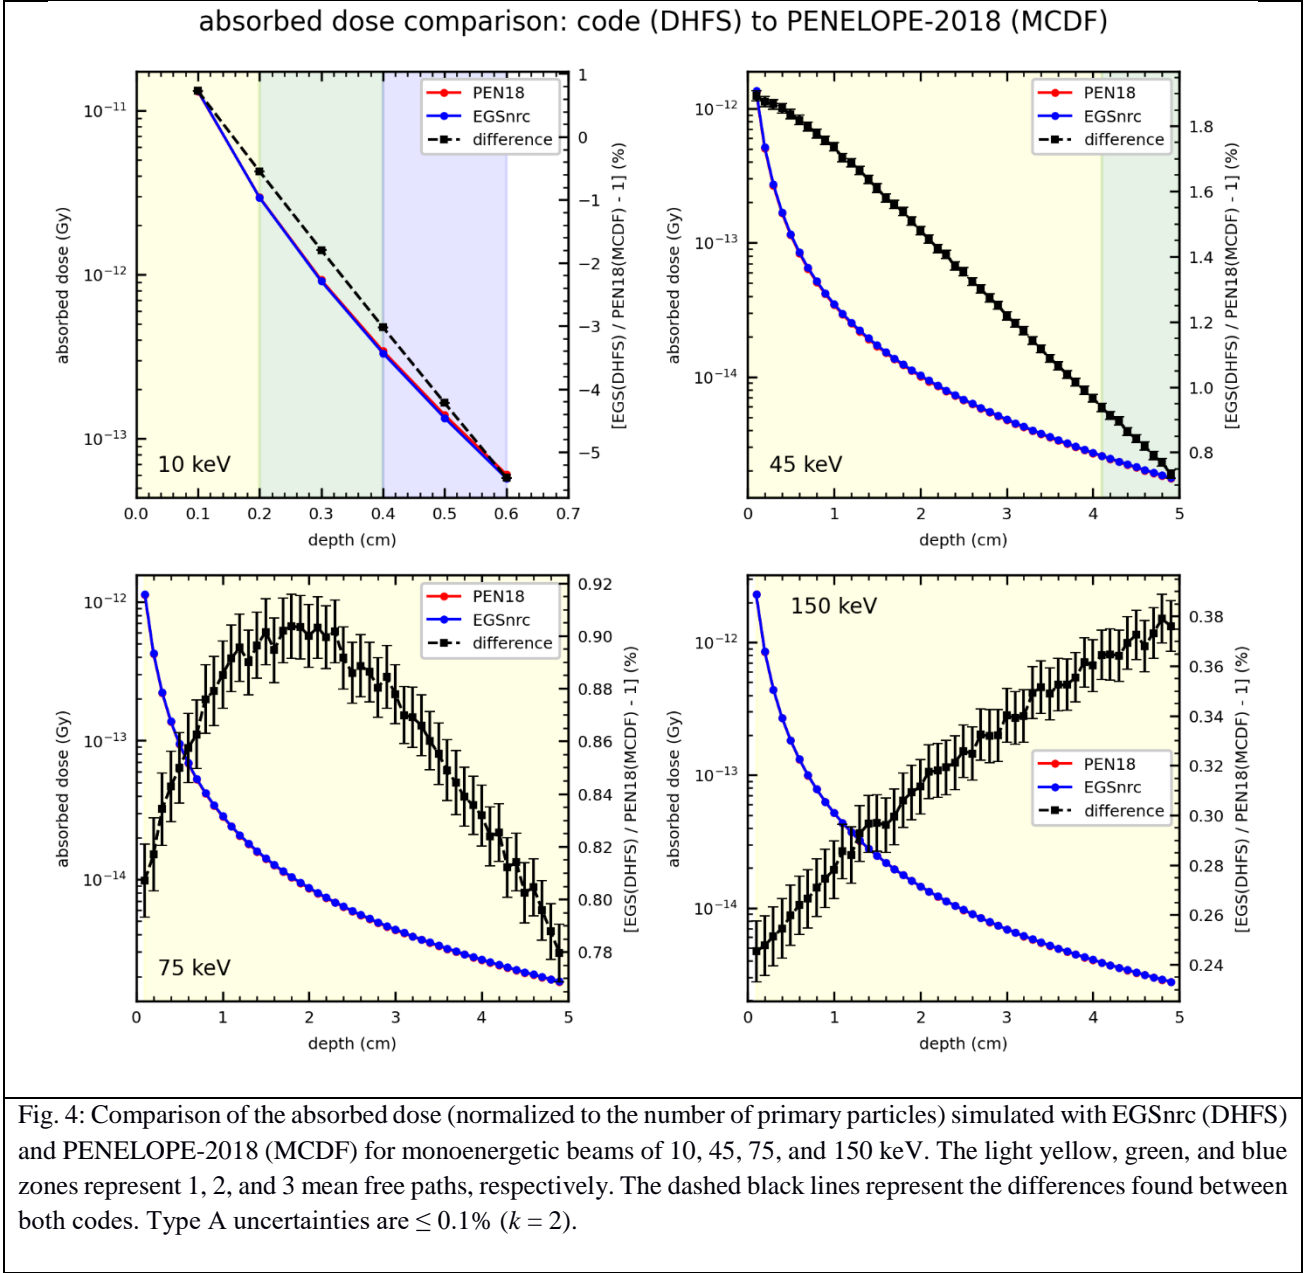 absorbed dose comparison: code (DHFS) to PENELOPE-2018 (MCDF)
PEN18
EGSnrc
difference
10⁻¹¹
10⁻¹²
10⁻¹³
absorbed dose (Gy)
1
0
−1
−2
−3
−4
−5
[EGS(DHFS) / PEN18(MCDF) - 1] (%)
10 keV
0.0 0.1 0.2 0.3 0.4 0.5 0.6 0.7
depth (cm)
PEN18
EGSnrc
difference
10⁻¹²
10⁻¹³
10⁻¹⁴
absorbed dose (Gy)
1.8
1.6
1.4
1.2
1.0
0.8
[EGS(DHFS) / PEN18(MCDF) - 1] (%)
45 keV
0 1 2 3 4 5
depth (cm)
PEN18
EGSnrc
difference
10⁻¹²
10⁻¹³
10⁻¹⁴
absorbed dose (Gy)
0.92
0.90
0.88
0.86
0.84
0.82
0.80
0.78
[EGS(DHFS) / PEN18(MCDF) - 1] (%)
75 keV
0 1 2 3 4 5
depth (cm)
150 keV
PEN18
EGSnrc
difference
10⁻¹²
10⁻¹³
10⁻¹⁴
absorbed dose (Gy)
0.38
0.36
0.34
0.32
0.30
0.28
0.26
0.24
[EGS(DHFS) / PEN18(MCDF) - 1] (%)
0 1 2 3 4 5
depth (cm)
Fig. 4: Comparison of the absorbed dose (normalized to the number of primary particles) simulated with EGSnrc (DHFS)
and PENELOPE-2018 (MCDF) for monoenergetic beams of 10, 45, 75, and 150 keV. The light yellow, green, and blue
zones represent 1, 2, and 3 mean free paths, respectively. The dashed black lines represent the differences found between
both codes. Type A uncertainties are ≤ 0.1% (k = 2).